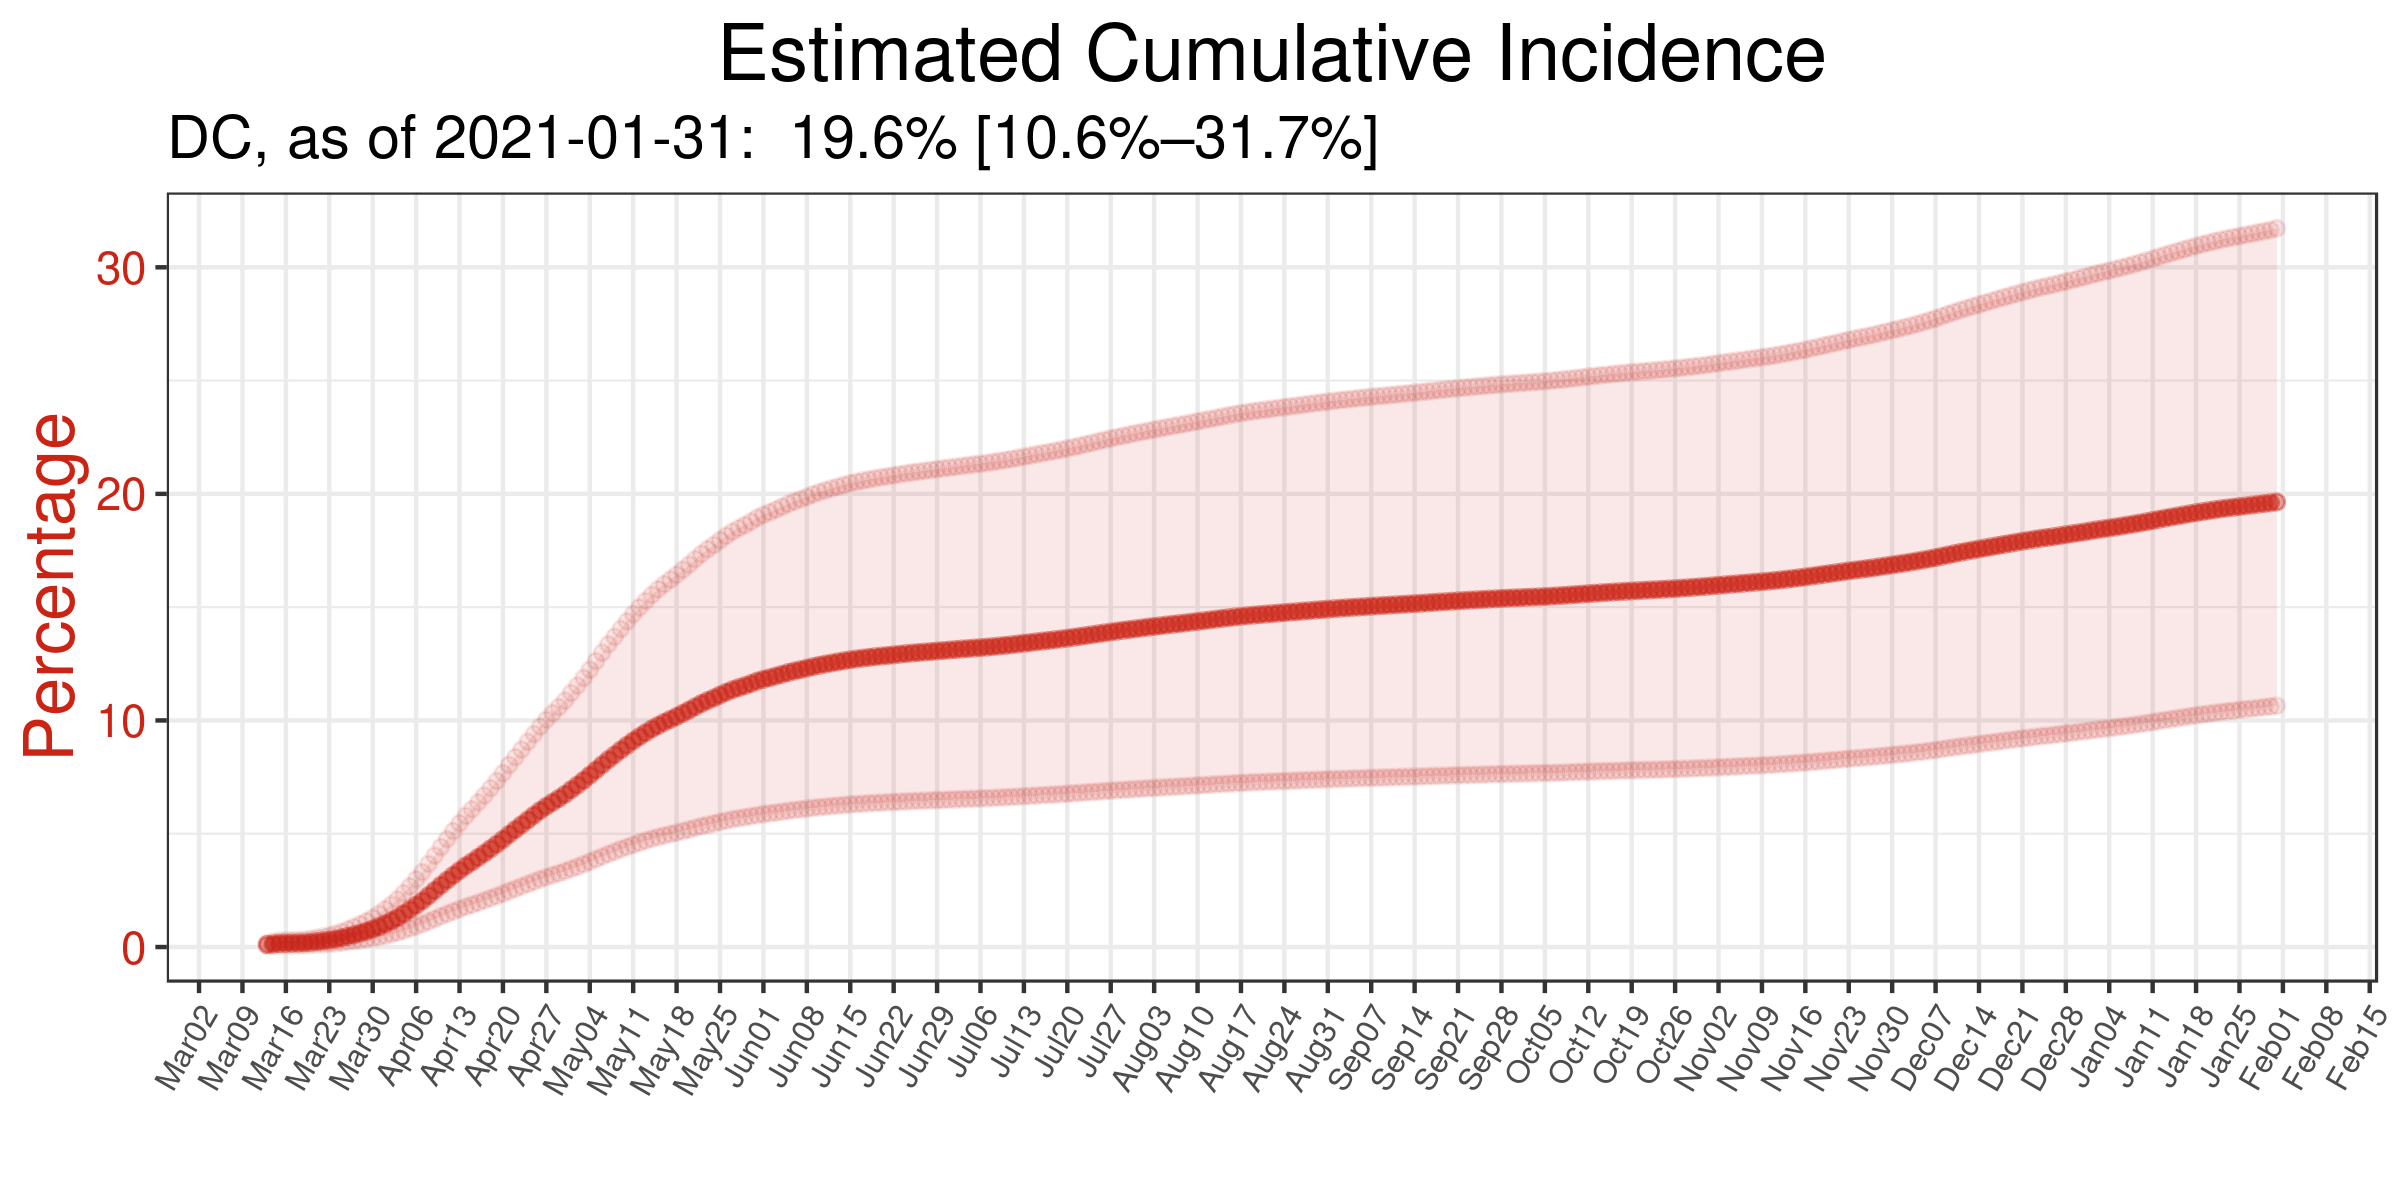 Estimated Cumulative Incidence
DC, as of 2021-01-31:  19.6% [10.6%–31.7%]
Percentage
30
20
10
0
Mar02 Mar09 Mar16 Mar23 Mar30 Apr06 Apr13 Apr20 Apr27 May04 May11 May18 May25 Jun01 Jun08 Jun15 Jun22 Jun29 Jul06 Jul13 Jul20 Jul27 Aug03 Aug10 Aug17 Aug24 Aug31 Sep07 Sep14 Sep21 Sep28 Oct05 Oct12 Oct19 Oct26 Nov02 Nov09 Nov16 Nov23 Nov30 Dec07 Dec14 Dec21 Dec28 Jan04 Jan11 Jan18 Jan25 Feb01 Feb08 Feb15